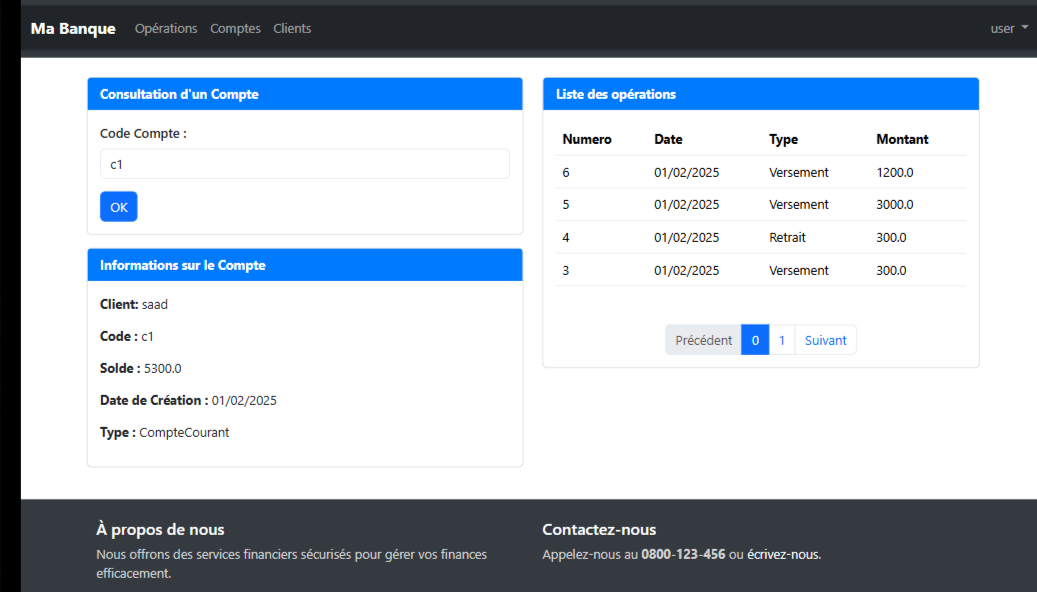 Ma Banque Opérations Comptes Clients user
Consultation d'un Compte
Code Compte :
c1
OK
Informations sur le Compte
Client: saad
Code : c1
Solde : 5300.0
Date de Création : 01/02/2025
Type : CompteCourant
Liste des opérations
Numero Date Type Montant
6 01/02/2025 Versement 1200.0
5 01/02/2025 Versement 3000.0
4 01/02/2025 Retrait 300.0
3 01/02/2025 Versement 300.0
Précédent 0 1 Suivant
À propos de nous
Nous offrons des services financiers sécurisés pour gérer vos finances
efficacement.
Contactez-nous
Appelez-nous au 0800-123-456 ou écrivez-nous.